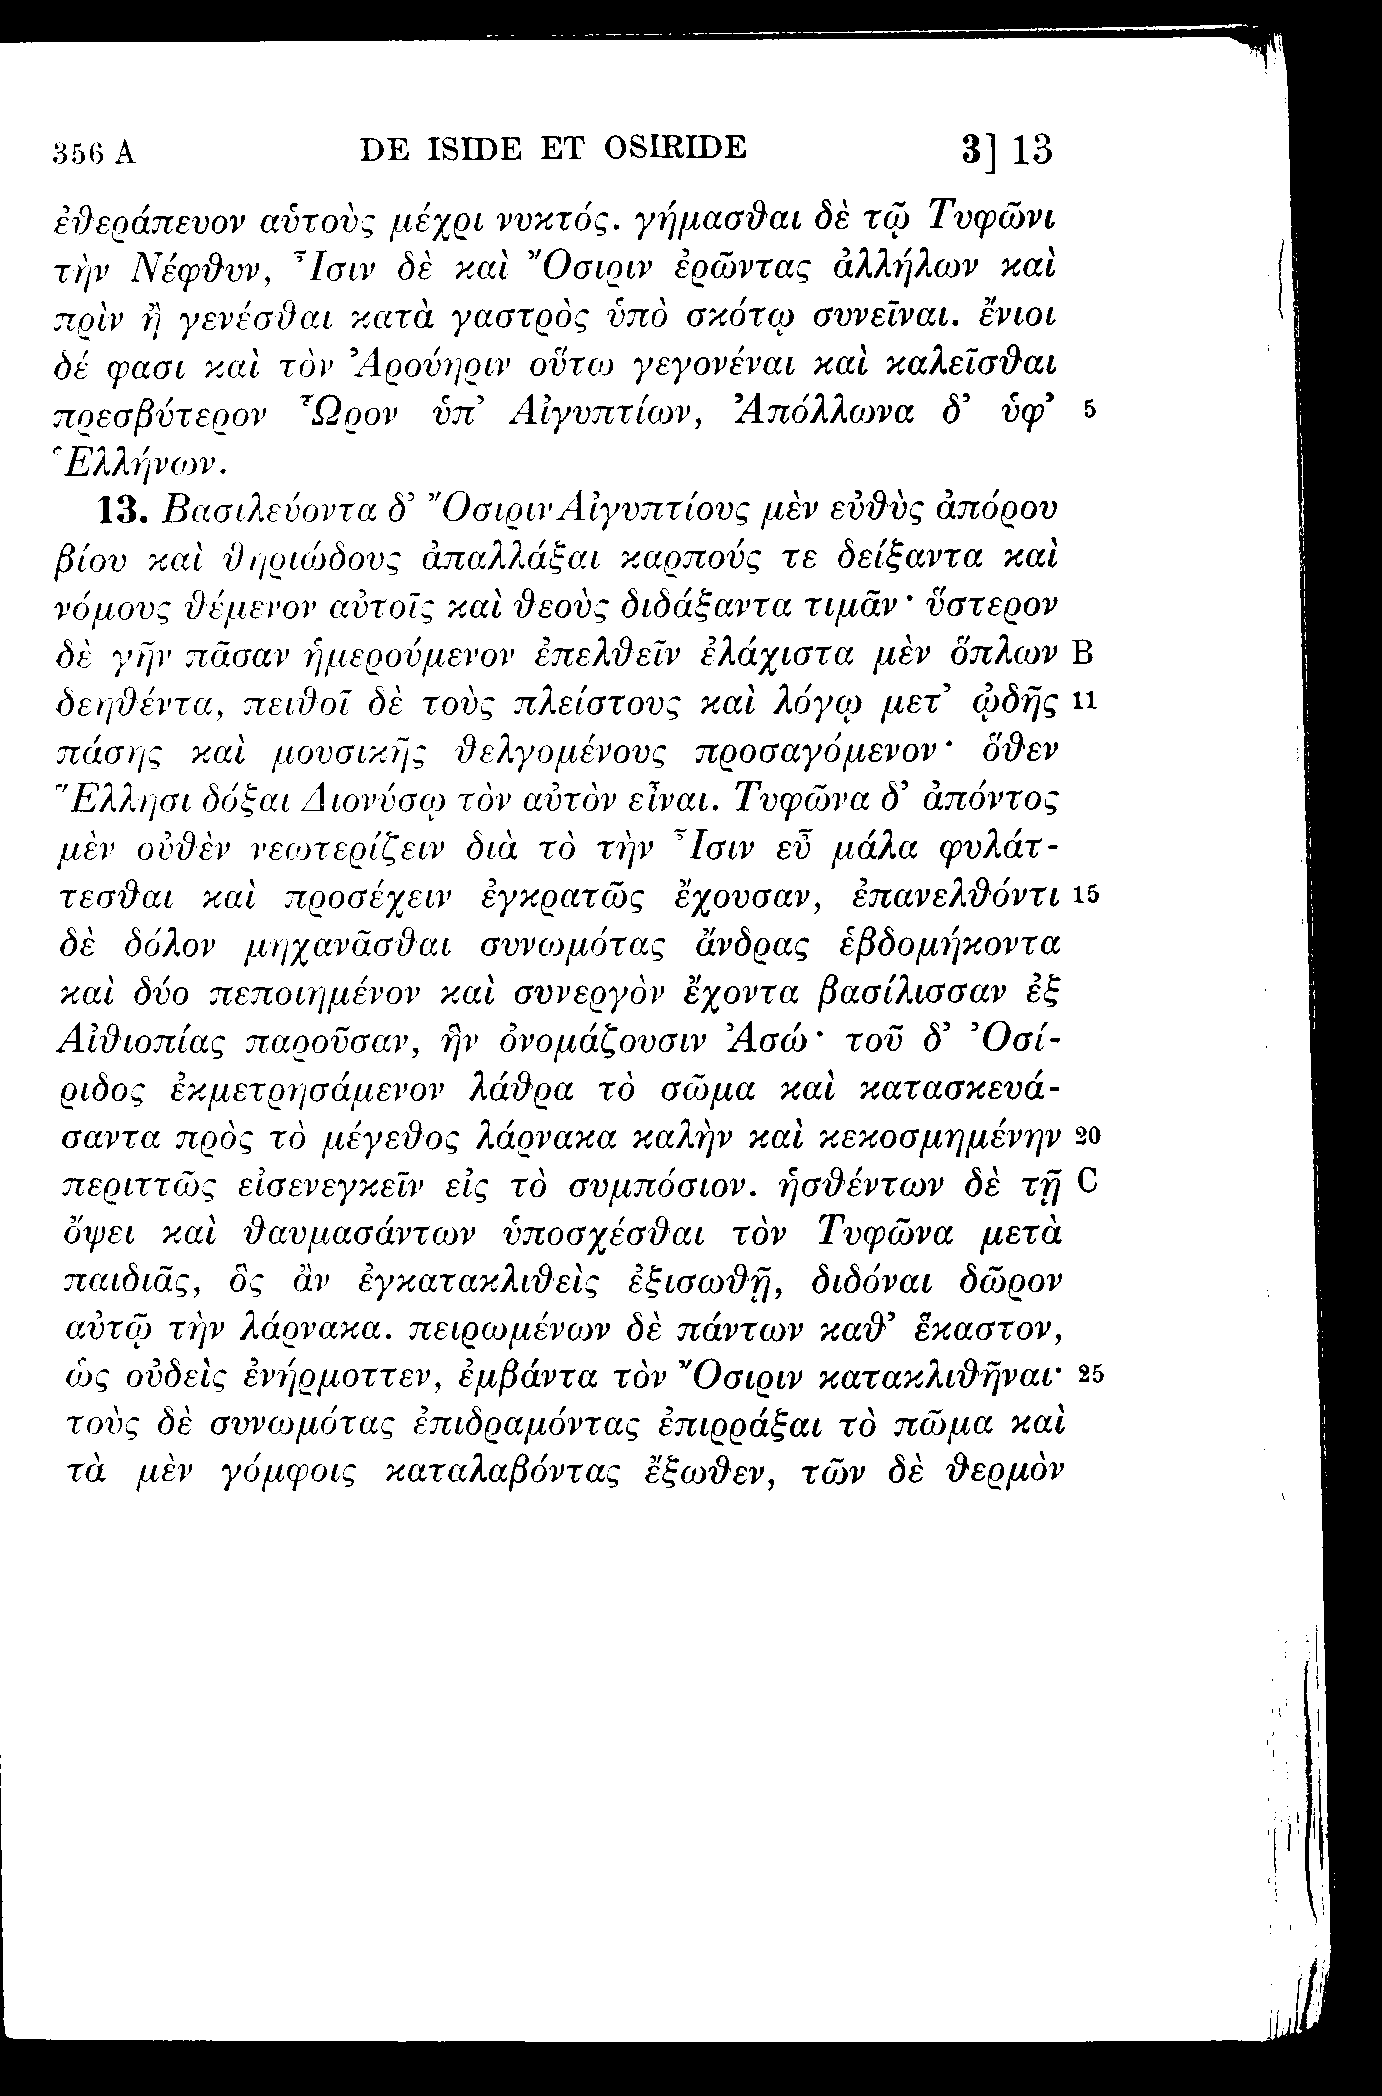 356 A DE ISIDE ET OSIRIDE 3] 13
ἐθεράπευον αὑτοὺς μέχρι νυκτός. γήμασθαι δὲ τῷ Τυφῶνι
τὴν Νέφθυν, Ἶσιν δὲ καὶ Ὄσιριν ἐρῶντας ἀλλήλων καὶ
πρὶν ἢ γενέσθαι κατὰ γαστρὸς ὑπὸ σκότῳ συνεῖναι. ἔνιοι
δέ φασι καὶ τὸν Ἀρούηριν οὕτω γεγονέναι καὶ καλεῖσθαι
πρεσβύτερον Ὧρον ὑπ’ Αἰγυπτίων, Ἀπόλλωνα δ’ ὑφ’ 5
Ἑλλήνων.
13. Βασιλεύοντα δ’ Ὄσιριν Αἰγυπτίους μὲν εὐθὺς ἀπόρου
βίου καὶ θηριώδους ἀπαλλάξαι καρπούς τε δείξαντα καὶ
νόμους θέμενον αὐτοῖς καὶ θεοὺς διδάξαντα τιμᾶν· ὕστερον
δὲ γῆν πᾶσαν ἡμερούμενον ἐπελθεῖν ἐλάχιστα μὲν ὅπλων B
δεηθέντα, πειθοῖ δὲ τοὺς πλείστους καὶ λόγῳ μετ’ ᾠδῆς 11
πάσης καὶ μουσικῆς θελγομένους προσαγόμενον· ὅθεν
Ἕλλησι δόξαι Διονύσῳ τὸν αὐτὸν εἶναι. Τυφῶνα δ’ ἀπόντος
μὲν οὐθὲν νεωτερίζειν διὰ τὸ τὴν Ἶσιν εὖ μάλα φυλάτ-
τεσθαι καὶ προσέχειν ἐγκρατῶς ἔχουσαν, ἐπανελθόντι 15
δὲ δόλον μηχανᾶσθαι συνωμότας ἄνδρας ἑβδομήκοντα
καὶ δύο πεποιημένον καὶ συνεργὸν ἔχοντα βασίλισσαν ἐξ
Αἰθιοπίας παροῦσαν, ἣν ὀνομάζουσιν Ἀσώ· τοῦ δ’ Ὀσί-
ριδος ἐκμετρησάμενον λάθρα τὸ σῶμα καὶ κατασκευά-
σαντα πρὸς τὸ μέγεθος λάρνακα καλὴν καὶ κεκοσμημένην 20
περιττῶς εἰσενεγκεῖν εἰς τὸ συμπόσιον. ἡσθέντων δὲ τῇ C
ὄψει καὶ θαυμασάντων ὑποσχέσθαι τὸν Τυφῶνα μετὰ
παιδιᾶς, ὃς ἂν ἐγκατακλιθεὶς ἐξισωθῇ, διδόναι δῶρον
αὐτῷ τὴν λάρνακα. πειρωμένων δὲ πάντων καθ’ ἕκαστον,
ὡς οὐδεὶς ἐνήρμοττεν, ἐμβάντα τὸν Ὄσιριν κατακλιθῆναι· 25
τοὺς δὲ συνωμότας ἐπιδραμόντας ἐπιρράξαι τὸ πῶμα καὶ
τὰ μὲν γόμφοις καταλαβόντας ἔξωθεν, τῶν δὲ θερμὸν